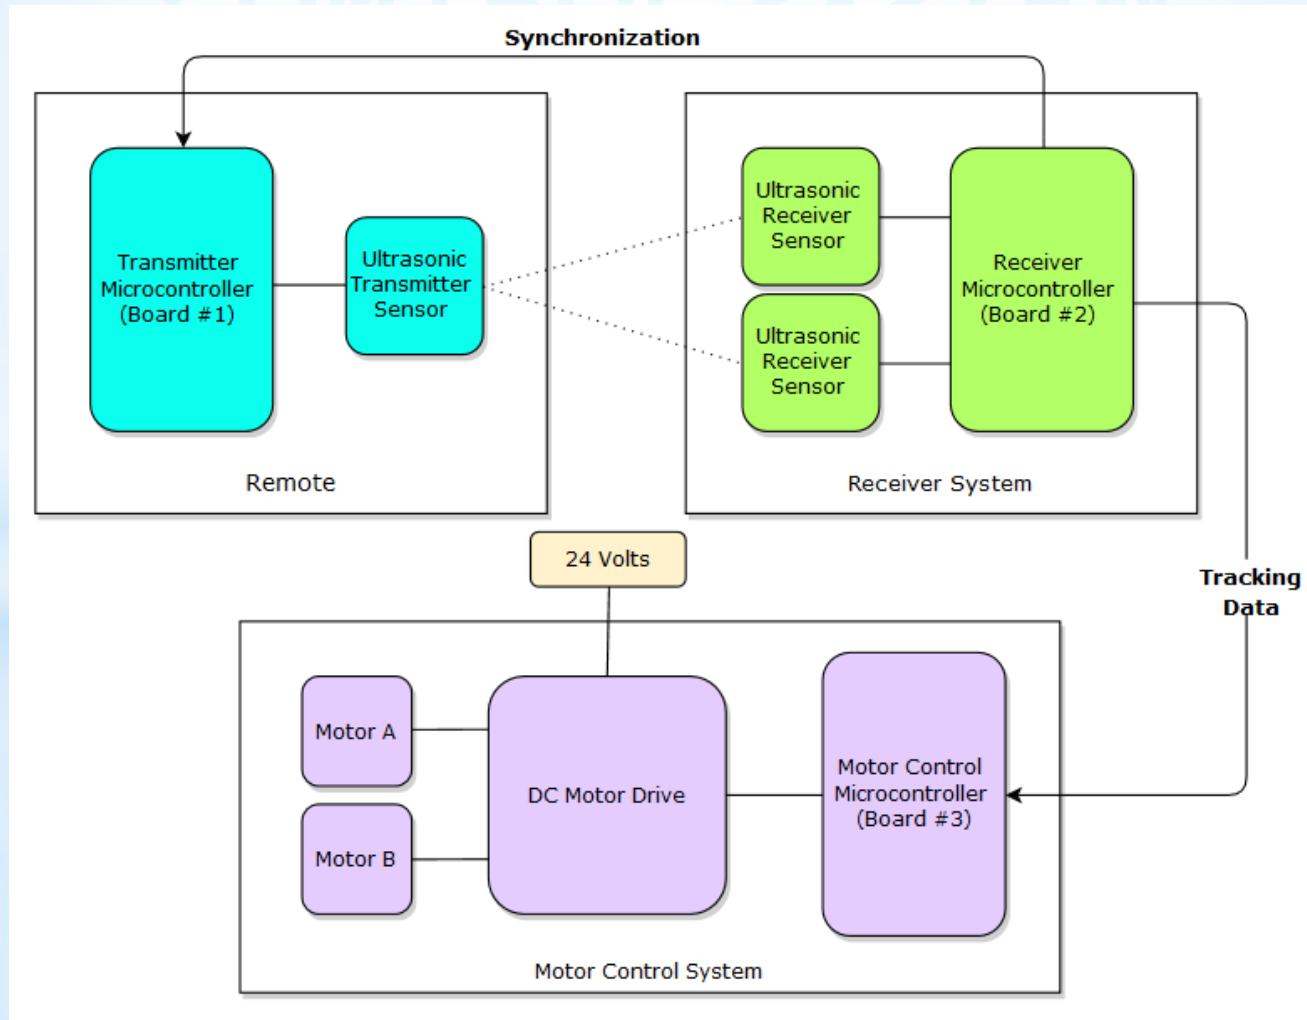 Synchronization
Transmitter
Microcontroller
(Board #1)
Ultrasonic
Transmitter
Sensor
Remote
Ultrasonic
Receiver
Sensor
Ultrasonic
Receiver
Sensor
Receiver
Microcontroller
(Board #2)
Receiver System
Tracking
Data
24 Volts
Motor A
Motor B
DC Motor Drive
Motor Control
Microcontroller
(Board #3)
Motor Control System